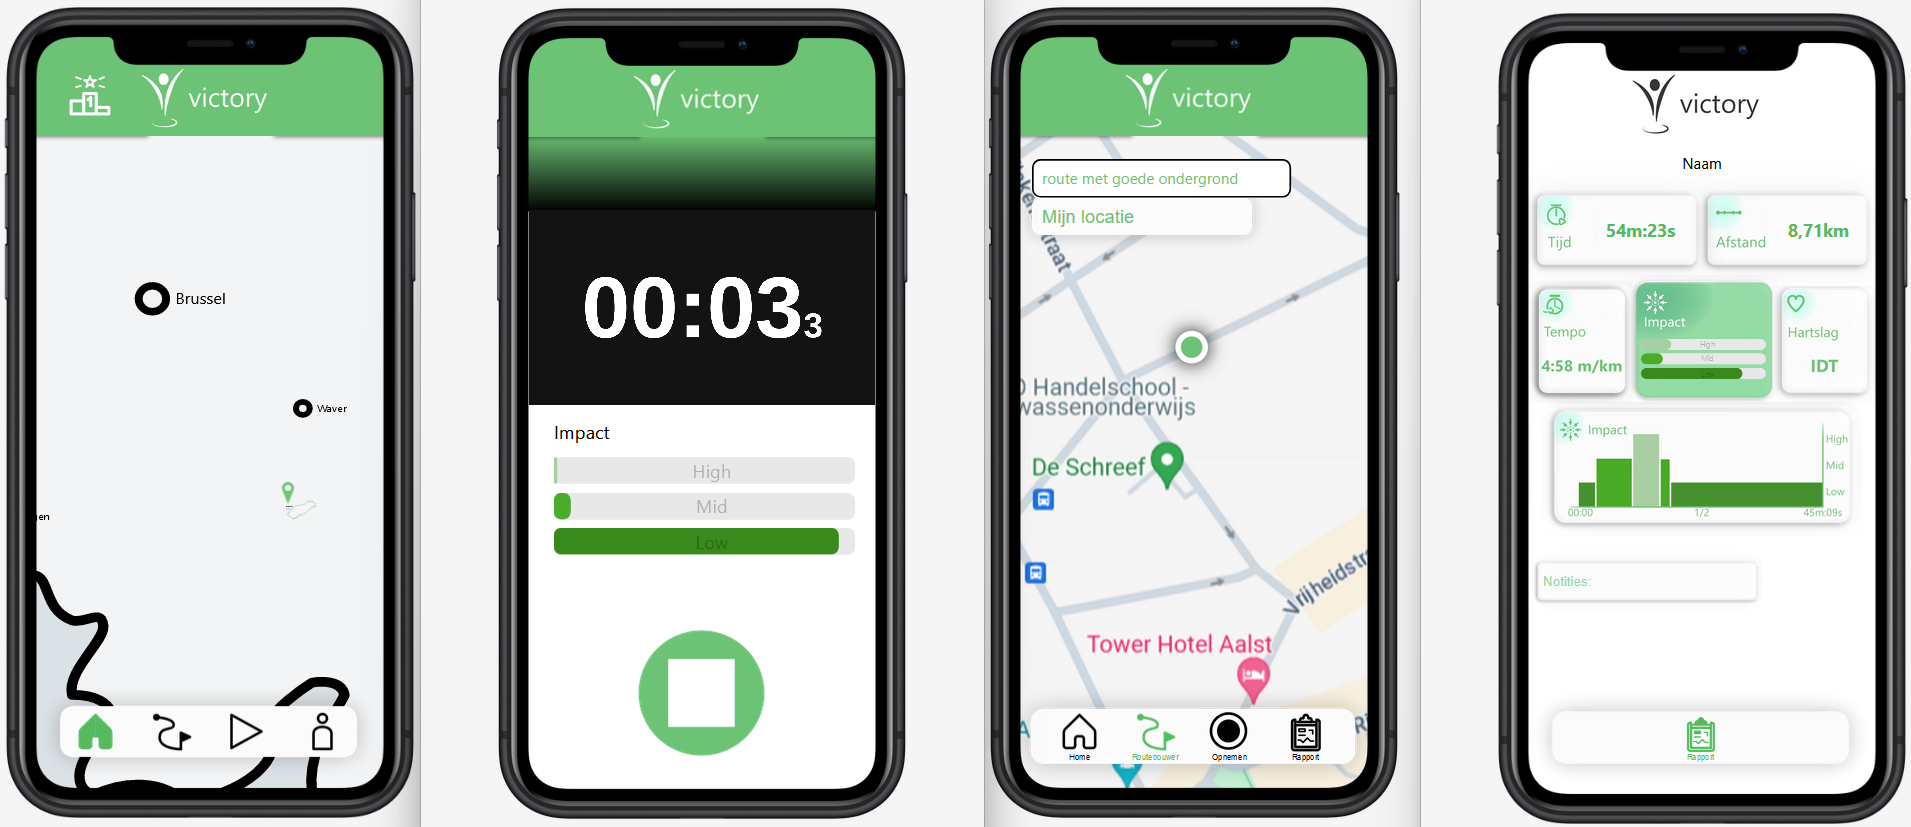 1
victory
Brussel
Waver
en
victory
00:03
3
Impact
High
Mid
Low
victory
route met goede ondergrond
Mijn locatie
raat
D Handelschool -
wassenonderwijs
De Schreef
Vrijheidstr
Tower Hotel Aalst
Home
Routebouwer
Opnemen
Rapport
victory
Naam
Tijd
54m:23s
Afstand
8,71km
Tempo
4:58 m/km
Impact
High
Mid
Low
Hartslag
IDT
Impact
High
Mid
Low
00:00
1/2
45m:09s
Notities:
Rapport